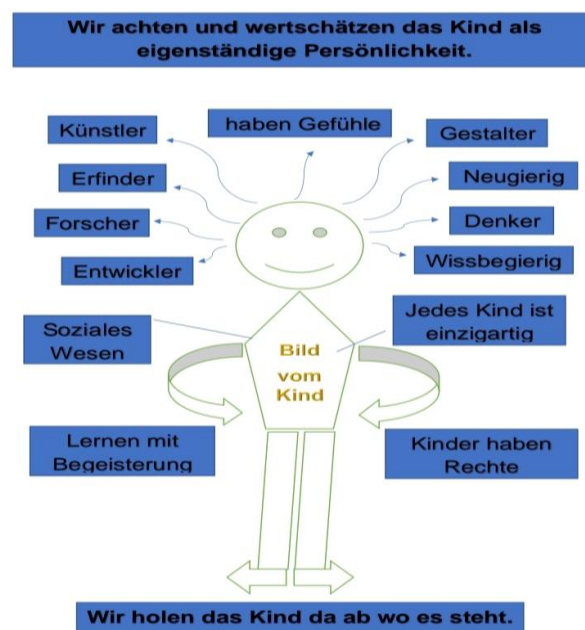 Wir achten und wertschätzen das Kind als
eigenständige Persönlichkeit.
Künstler
haben Gefühle
Gestalter
Erfinder
Neugierig
Forscher
Denker
Entwickler
Wissbegierig
Soziales
Wesen
Jedes Kind ist
einzigartig
Bild
vom
Kind
Lernen mit
Begeisterung
Kinder haben
Rechte
Wir holen das Kind da ab wo es steht.